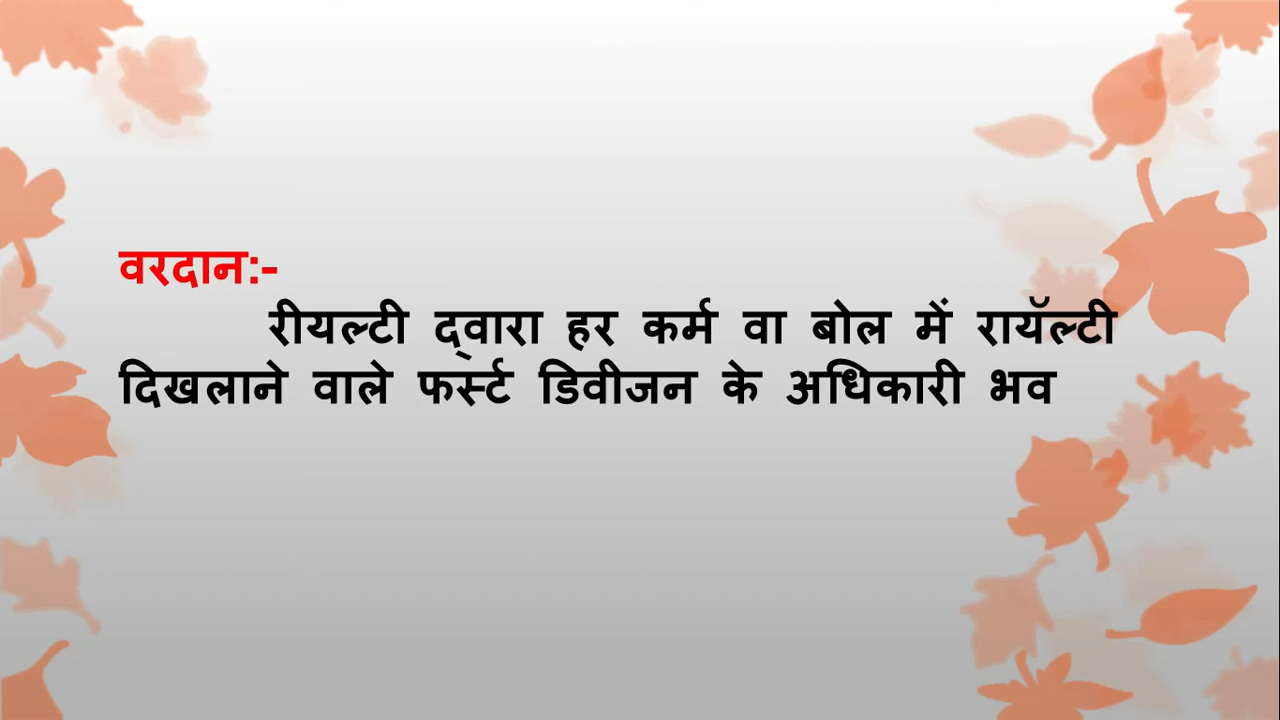 वरदान:-
रीयल्टी द्वारा हर कर्म वा बोल में रायॅल्टी
दिखलाने वाले फर्स्ट डिवीजन के अधिकारी भव